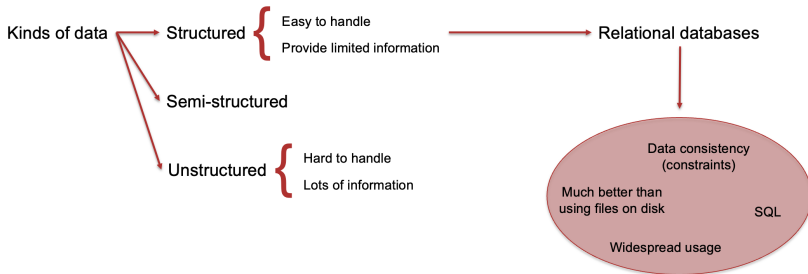 Kinds of data
Structured
Easy to handle
Provide limited information
Relational databases
Semi-structured
Unstructured
Hard to handle
Lots of information
Data consistency
(constraints)
Much better than
using files on disk
SQL
Widespread usage